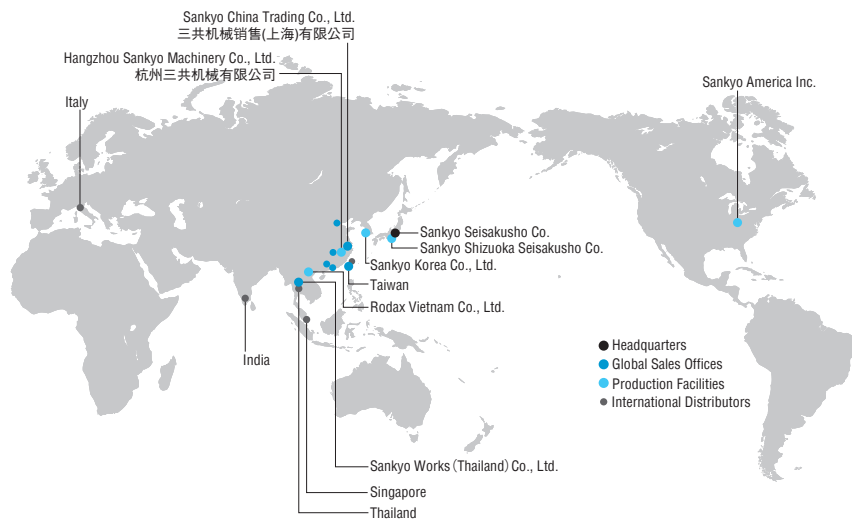 Sankyo China Trading Co., Ltd.
三共机械销售(上海)有限公司
Hangzhou Sankyo Machinery Co., Ltd.
杭州三共机械有限公司
Sankyo America Inc.
Italy
Sankyo Seisakusho Co.
Sankyo Shizuoka Seisakusho Co.
Sankyo Korea Co., Ltd.
Taiwan
Rodax Vietnam Co., Ltd.
India
Headquarters
Global Sales Offices
Production Facilities
International Distributors
Sankyo Works (Thailand) Co., Ltd.
Singapore
Thailand